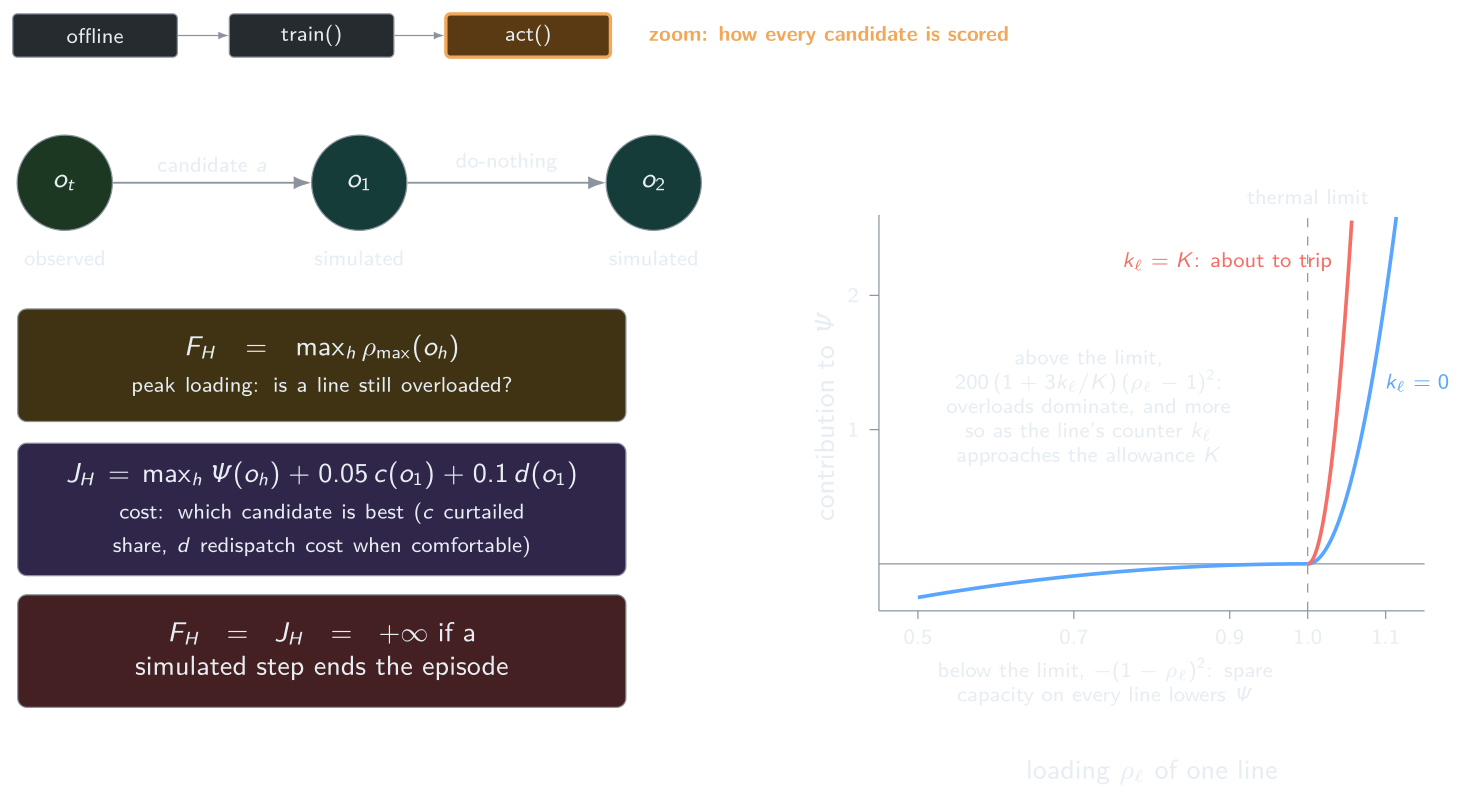 offline
train()
act()
zoom: how every candidate is scored
candidate a
do-nothing
oₜ
o₁
o₂
observed
simulated
simulated
F_H = max_h ρ_max(o_h)
peak loading: is a line still overloaded?
J_H = max_h Ψ(o_h) + 0.05 c(o₁) + 0.1 d(o₁)
cost: which candidate is best (c curtailed
share, d redispatch cost when comfortable)
F_H = J_H = +∞ if a
simulated step ends the episode
thermal limit
k_ℓ = K: about to trip
k_ℓ = 0
contribution to Ψ
2
1
above the limit,
200 (1 + 3k_ℓ/K) (ρ_ℓ − 1)²:
overloads dominate, and more
so as the line's counter k_ℓ
approaches the allowance K
0.5
0.7
0.9
1.0
1.1
below the limit, −(1 − ρ_ℓ)²: spare
capacity on every line lowers Ψ
loading ρ_ℓ of one line